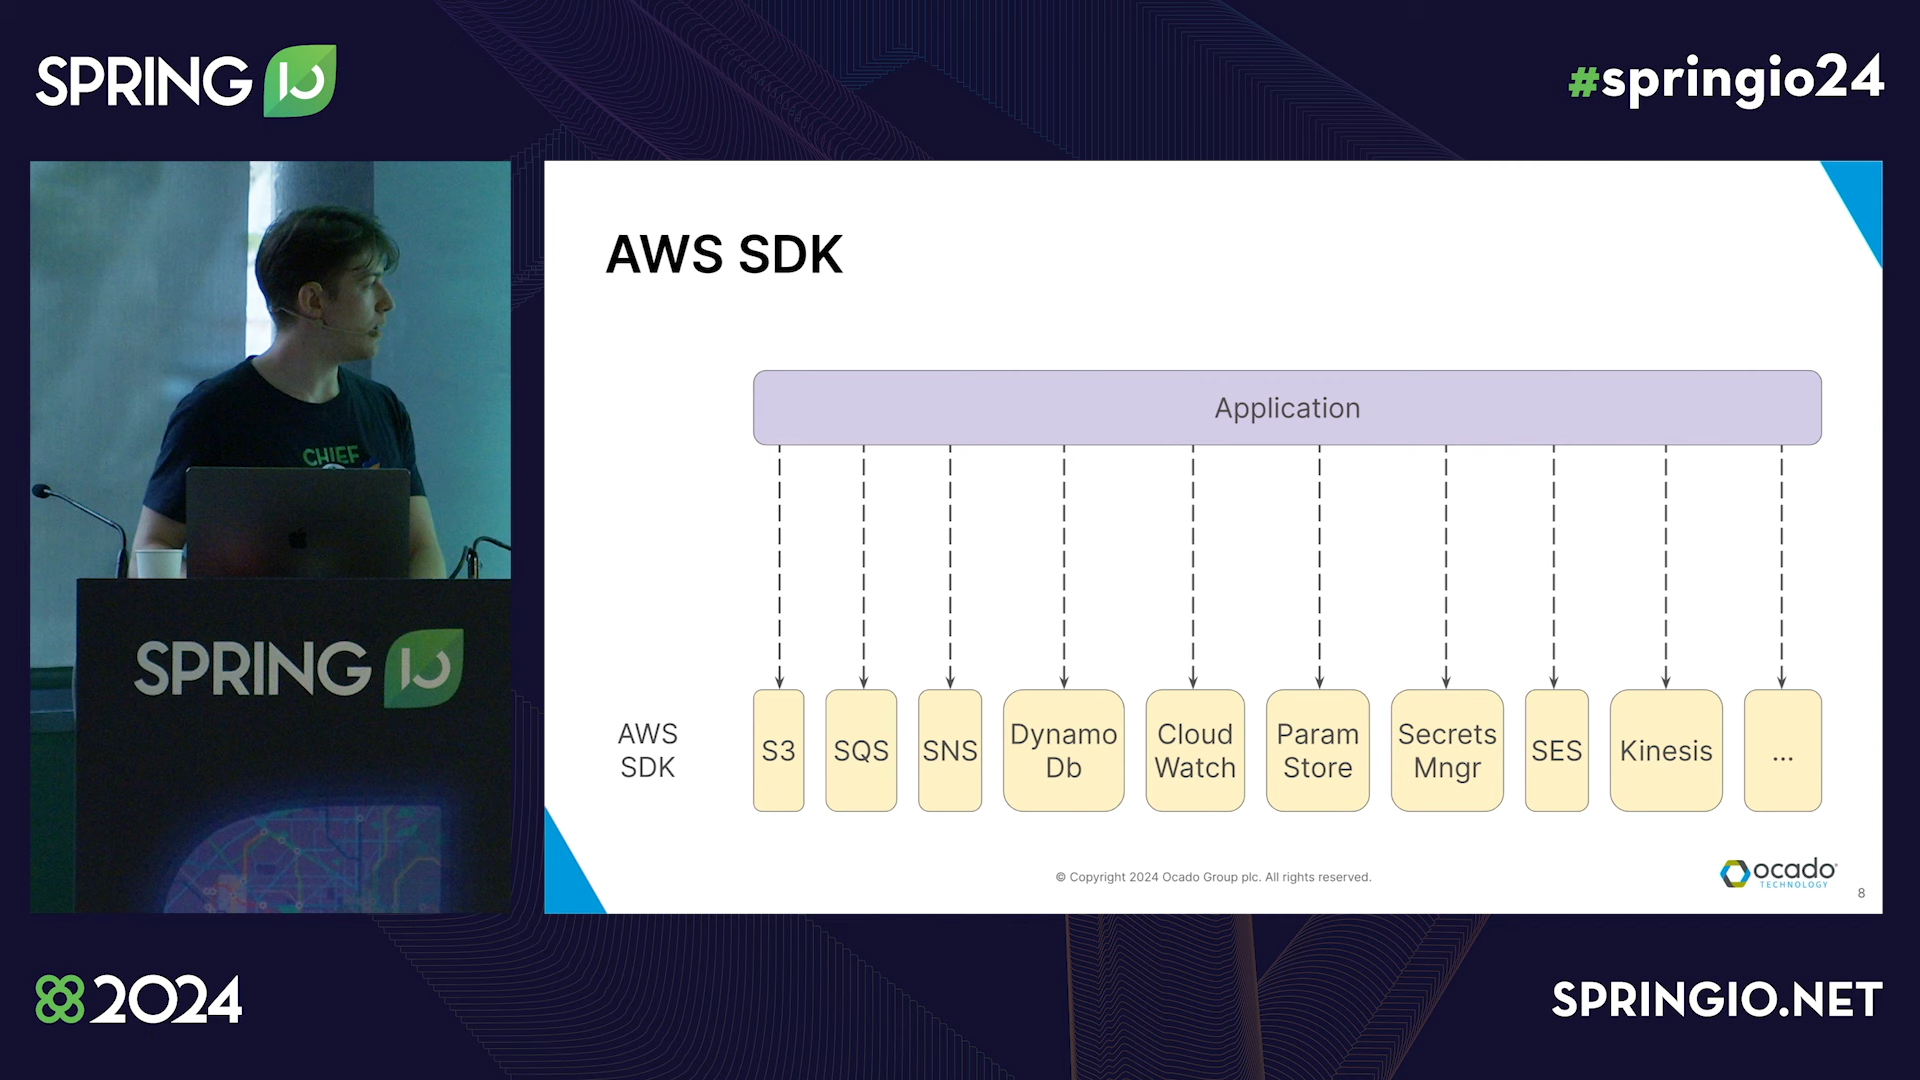 SPRING IO
#springio24
AWS SDK
Application
AWS
SDK
S3
SQS
SNS
Dynamo
Db
Cloud
Watch
Param
Store
Secrets
Mngr
SES
Kinesis
...
© Copyright 2024 Ocado Group plc. All rights reserved.
ocado
TECHNOLOGY
8
CHIEF
SPRING IO
2024
SPRINGIO.NET